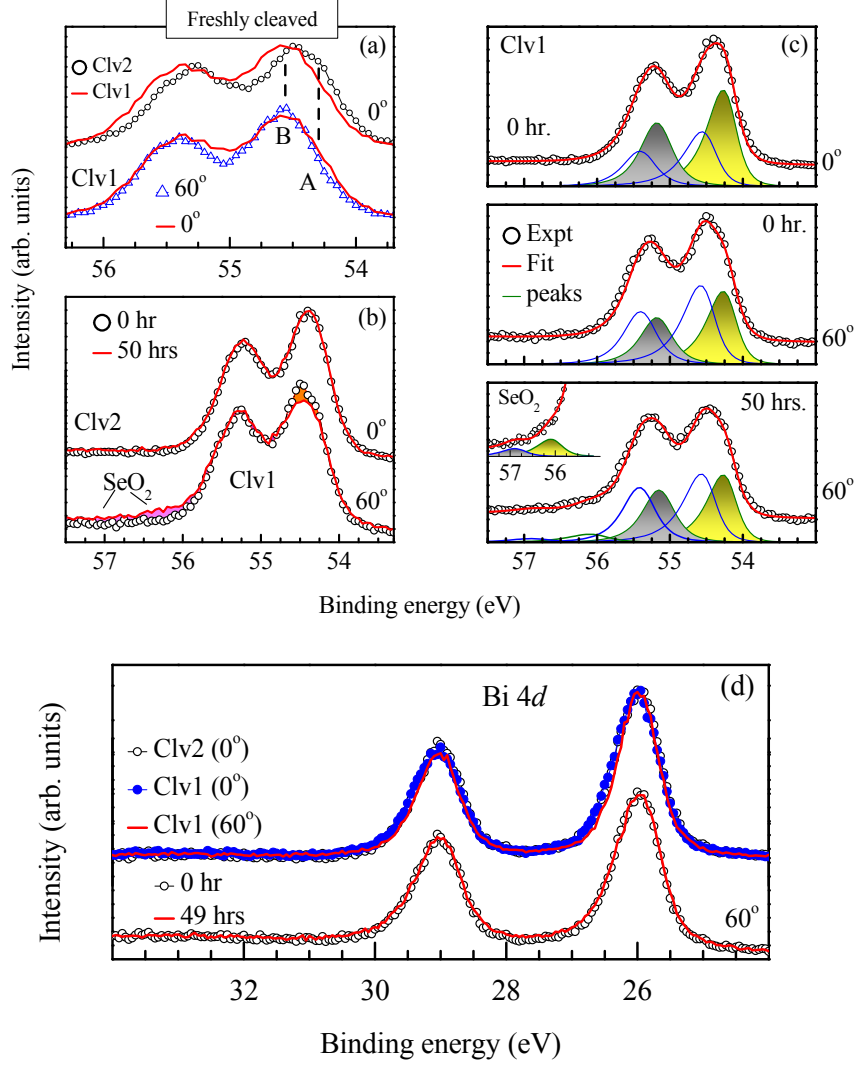 Freshly cleaved
(a)
Clv2
Clv1
0°
B
A
Clv1
60°
0°
56
55
54
(b)
0 hr
50 hrs
Clv2
0°
Clv1
SeO₂
60°
57
56
55
54
Intensity (arb. units)
Clv1
(c)
0 hr.
0°
Expt
Fit
peaks
0 hr.
60°
SeO₂
57
56
50 hrs.
60°
57
56
55
54
Binding energy (eV)
Bi 4d
(d)
Clv2 (0°)
Clv1 (0°)
Clv1 (60°)
0 hr
49 hrs
60°
32
30
28
26
Intensity (arb. units)
Binding energy (eV)